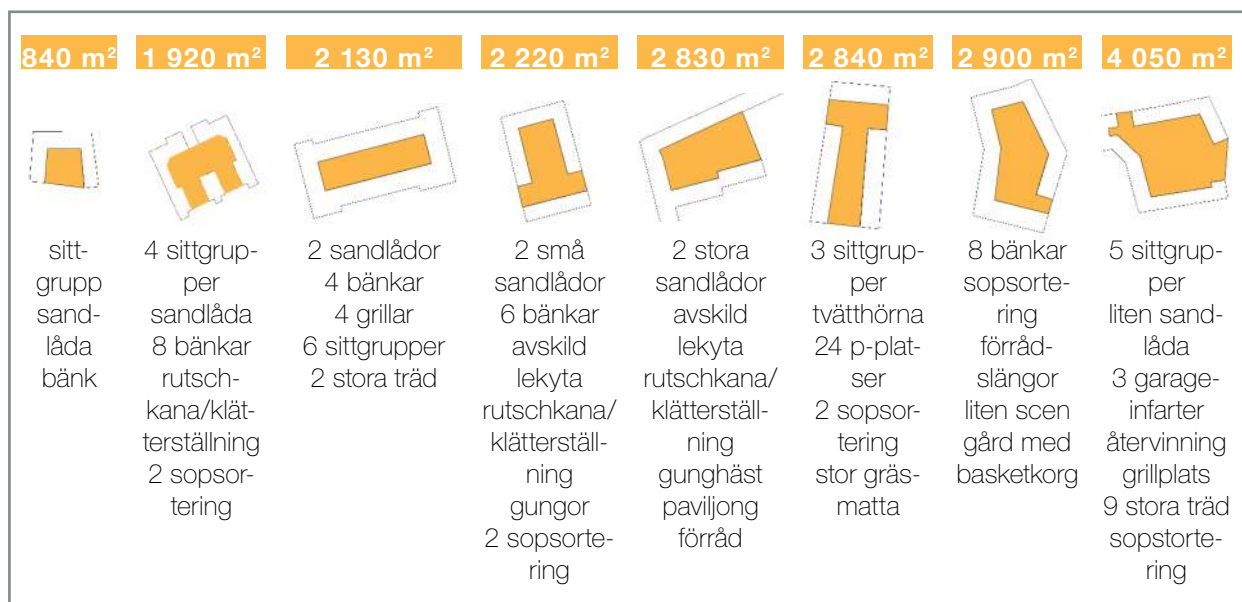 840 m²
sitt-
grupp
sand-
låda
bänk
1 920 m²
4 sittgrup-
per
sandlåda
8 bänkar
rutsch-
kana/klät-
terställning
2 sopsor-
tering
2 130 m²
2 sandlådor
4 bänkar
4 grillar
6 sittgrupper
2 stora träd
2 220 m²
2 små
sandlådor
6 bänkar
avskild
lekyta
rutschkana/
klätterställ-
ning
gungor
2 sopsorte-
ring
2 830 m²
2 stora
sandlådor
avskild
lekyta
rutschkana/
klätterställ-
ning
gunghäst
paviljong
förråd
2 840 m²
3 sittgrup-
per
tvätthörna
24 p-plat-
ser
2 sopsor-
tering
stor gräs-
matta
2 900 m²
8 bänkar
sopsorte-
ring
förråd-
slängor
liten scen
gård med
basketkorg
4 050 m²
5 sittgrup-
per
liten sand-
låda
3 garage-
infarter
återvinning
grillplats
9 stora träd
sopstorte-
ring